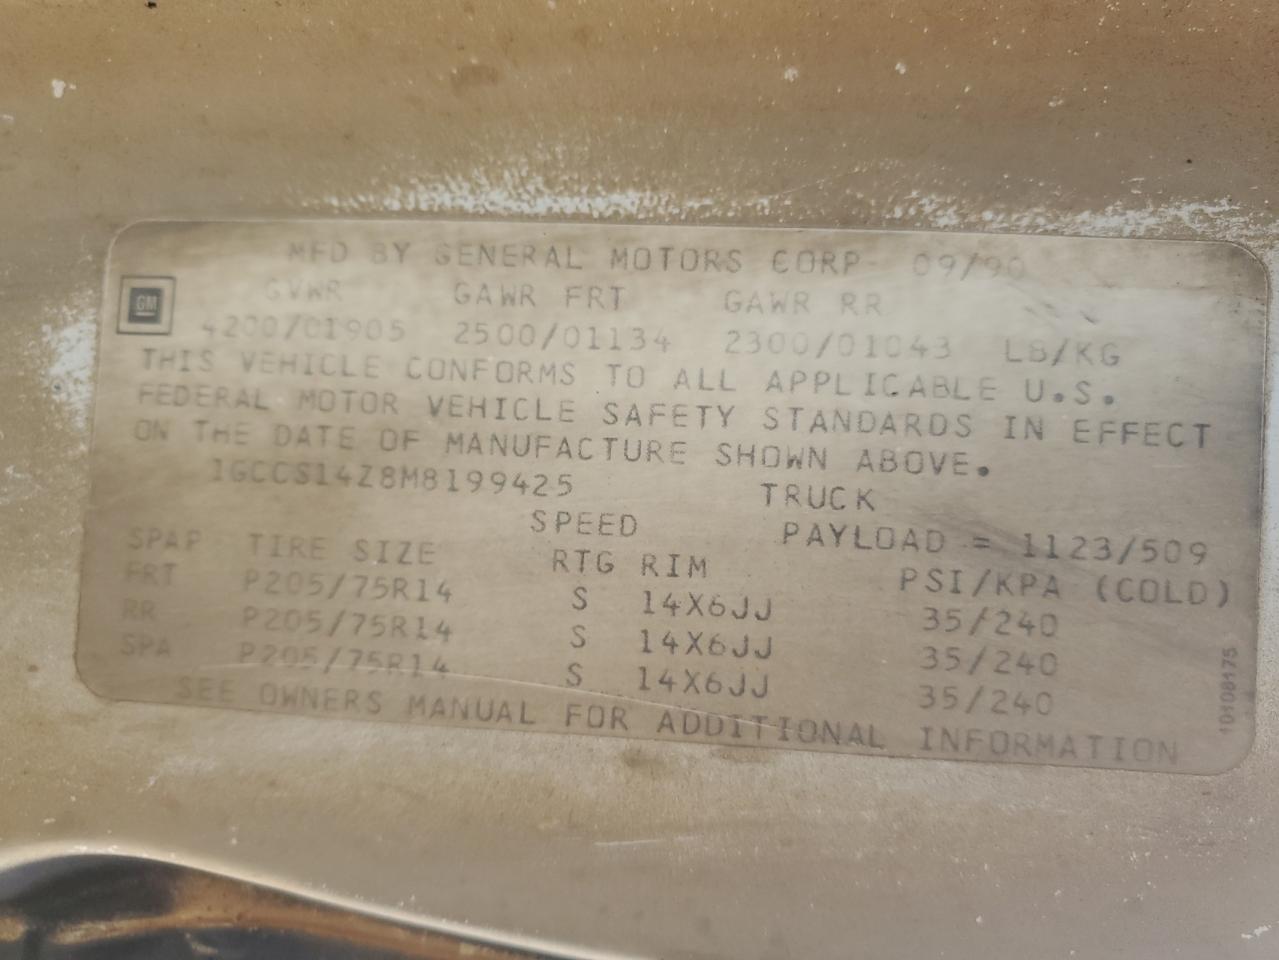 MFD BY GENERAL MOTORS CORP 09/90
GM
GVWR GAWR FRT GAWR RR
4200/01905 2500/01134 2300/01043 LB/KG
THIS VEHICLE CONFORMS TO ALL APPLICABLE U.S.
FEDERAL MOTOR VEHICLE SAFETY STANDARDS IN EFFECT
ON THE DATE OF MANUFACTURE SHOWN ABOVE.
1GCCS14Z8M8199425 TRUCK
SPEED PAYLOAD = 1123/509
SPAP TIRE SIZE RTG RIM PSI/KPA (COLD)
FRT P205/75R14 S 14X6JJ 35/240
RR P205/75R14 S 14X6JJ 35/240
SPA P205/75R14 S 14X6JJ 35/240
SEE OWNERS MANUAL FOR ADDITIONAL INFORMATION
10108175